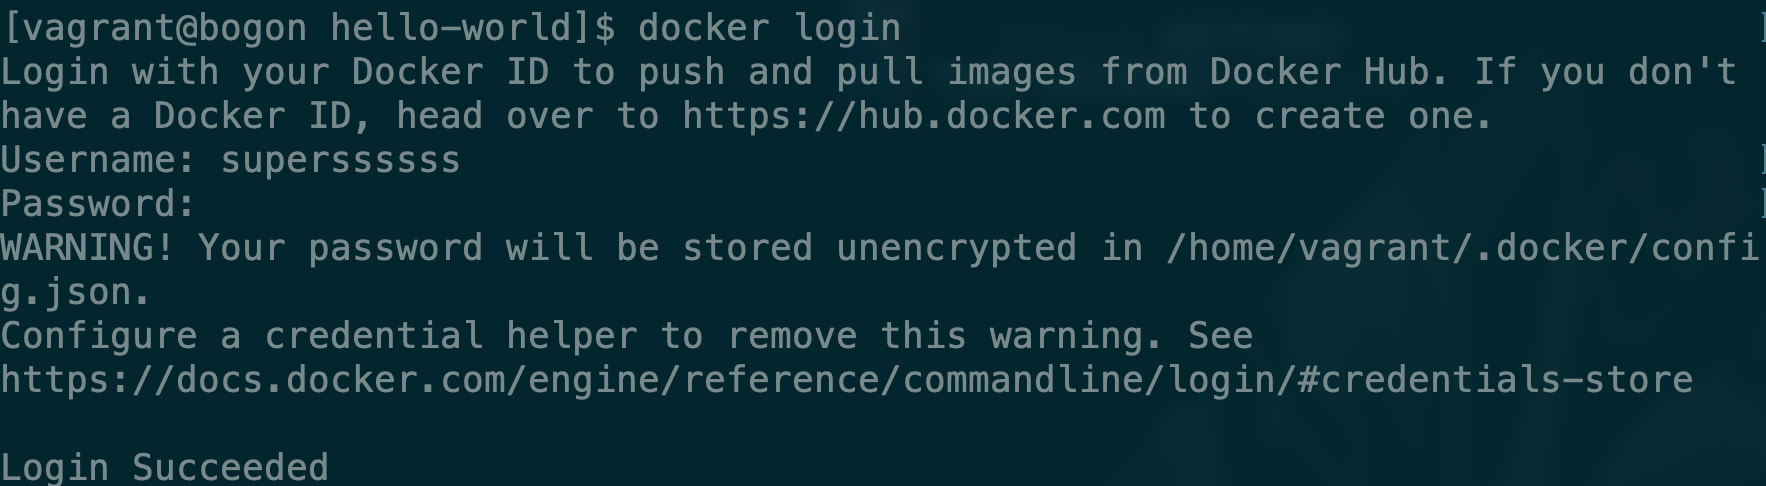 [vagrant@bogon hello-world]$ docker login
Login with your Docker ID to push and pull images from Docker Hub. If you don't
have a Docker ID, head over to https://hub.docker.com to create one.
Username: superssssss
Password:
WARNING! Your password will be stored unencrypted in /home/vagrant/.docker/confi
g.json.
Configure a credential helper to remove this warning. See
https://docs.docker.com/engine/reference/commandline/login/#credentials-store
Login Succeeded